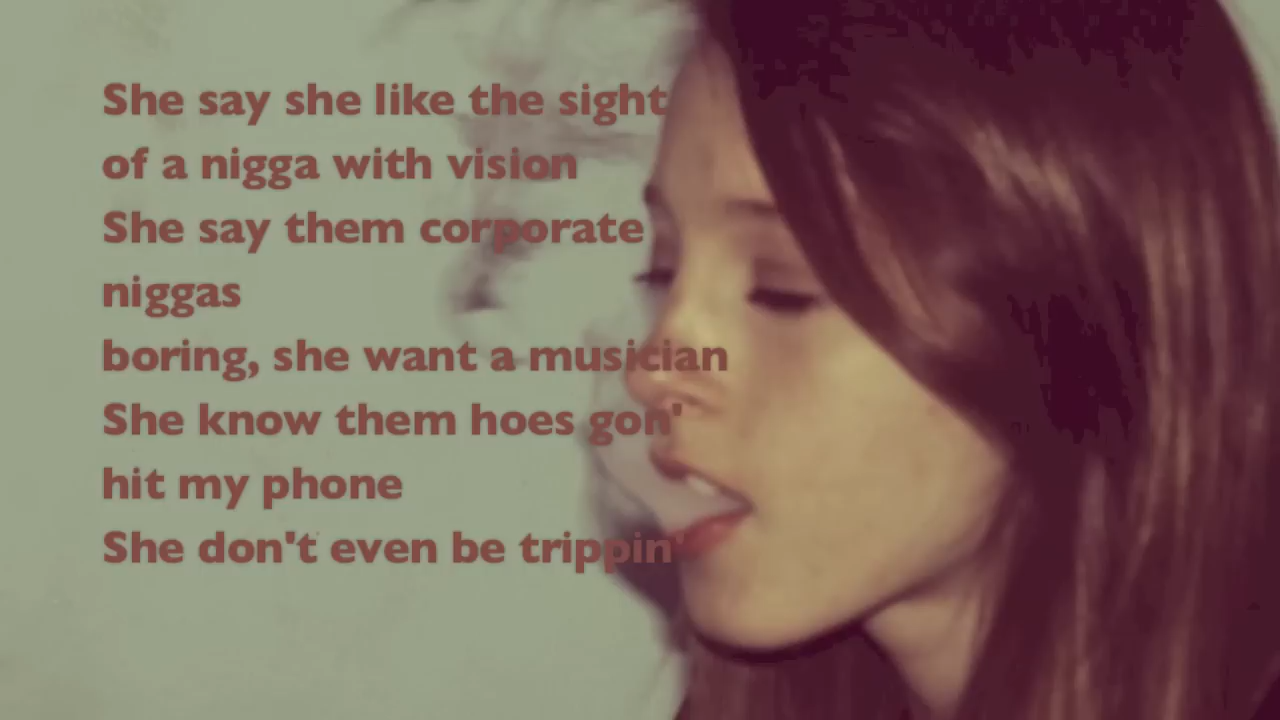 She say she like the sight
of a nigga with vision
She say them corporate
niggas
boring, she want a musician
She know them hoes gon'
hit my phone
She don't even be trippin'